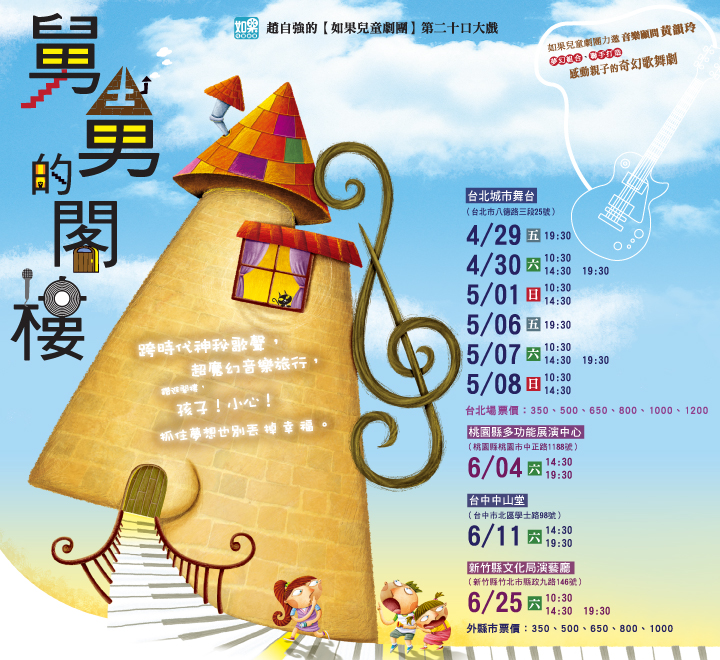 舅舅的閣樓
如果
趙自強的【如果兒童劇團】第二十口大戲
如果兒童劇團力邀 音樂顧問 黃韻玲
夢幻組合・聯手打造
感動親子的奇幻歌舞劇
跨時代神秘歌聲，
超魔幻音樂旅行，
孩子！小心！
抓住夢想也別丟掉幸福。
台北城市舞台
（台北市八德路三段25號）
4/29 五 19:30
4/30 六 10:30
14:30 19:30
5/01 日 10:30
14:30
5/06 五 19:30
5/07 六 10:30
14:30 19:30
5/08 日 10:30
14:30
台北場票價：350、500、650、800、1000、1200
桃園縣多功能展演中心
（桃園縣桃園市中正路1188號）
6/04 六 14:30
19:30
台中中山堂
（台中市北區學士路98號）
6/11 六 14:30
19:30
新竹縣文化局演藝廳
（新竹縣竹北市縣政九路146號）
6/25 六 10:30
14:30 19:30
外縣市票價：350、500、650、800、1000